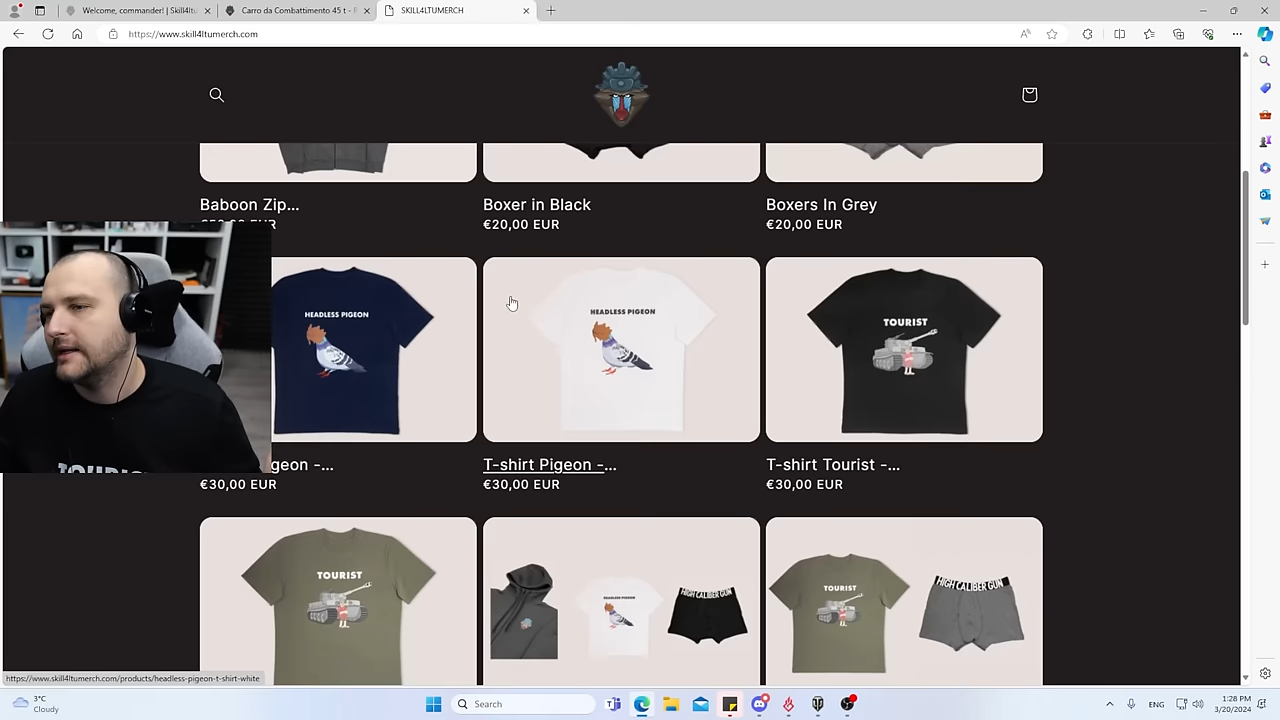 Welcome, commander! | Skill4ltu
Carro da Combattimento 45 t - 
SKILL4LTUMERCH
https://www.skill4ltumerch.com
Baboon Zip...
Boxer in Black
€20,00 EUR
Boxers In Grey
€20,00 EUR
HEADLESS PIGEON
HEADLESS PIGEON
TOURIST
TOURIST
geon -...
€30,00 EUR
T-shirt Pigeon -...
€30,00 EUR
T-shirt Tourist -...
€30,00 EUR
TOURIST
HEADLESS PIGEON
HIGH CALIBER GUN
TOURIST
HIGH CALIBER GUN
https://www.skill4ltumerch.com/products/headless-pigeon-t-shirt-white
3°C
Cloudy
Search
ENG
1:28 PM
3/20/2024